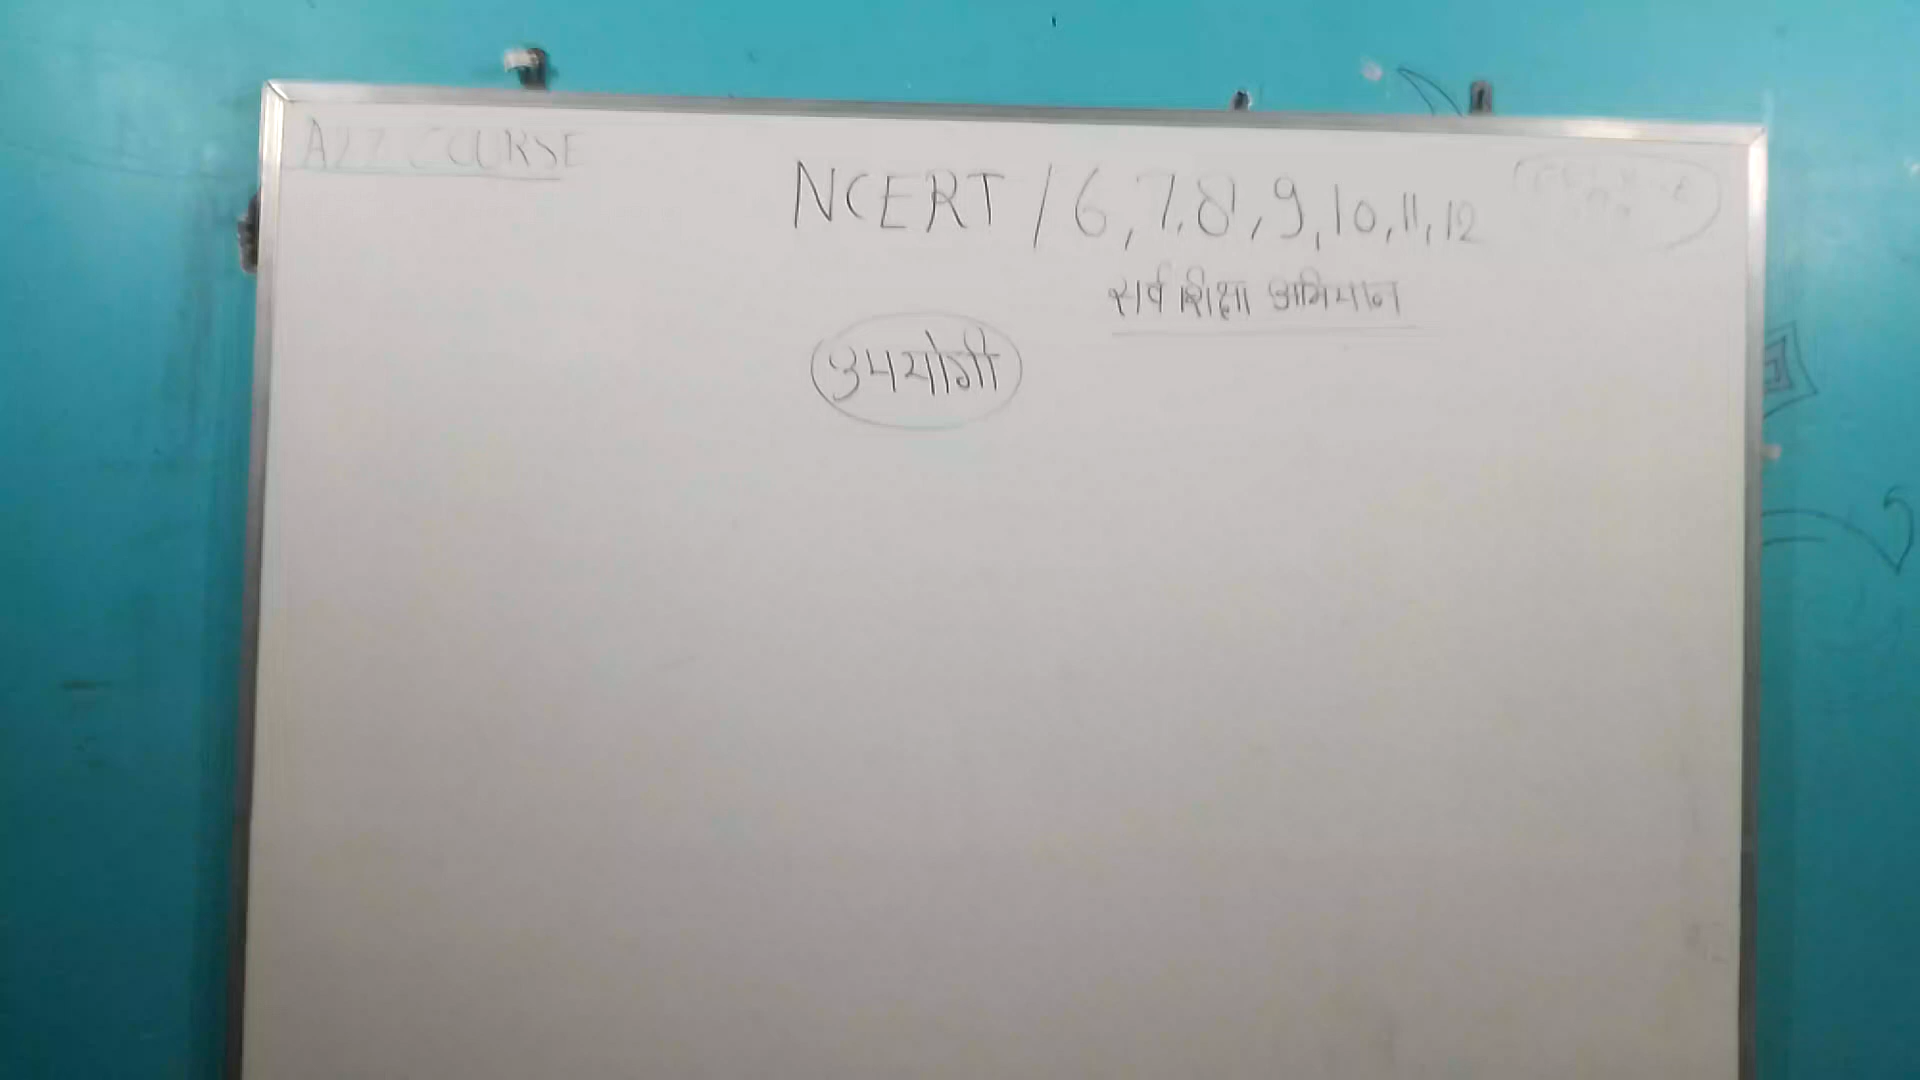 A2Z COURSE
NCERT / 6, 7, 8, 9, 10, 11, 12
सर्व शिक्षा अभियान
उपयोगी